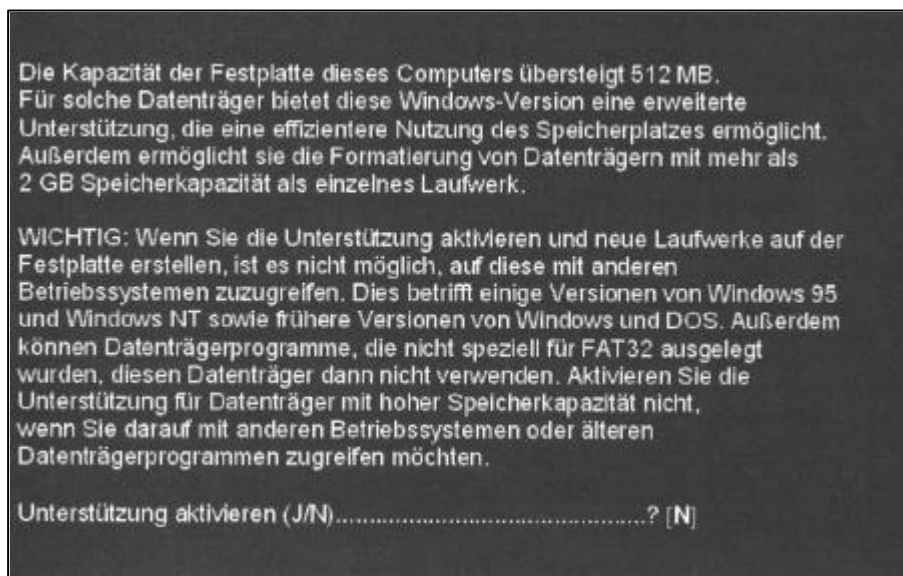 Die Kapazität der Festplatte dieses Computers übersteigt 512 MB.
Für solche Datenträger bietet diese Windows-Version eine erweiterte
Unterstützung, die eine effizientere Nutzung des Speicherplatzes ermöglicht.
Außerdem ermöglicht sie die Formatierung von Datenträgern mit mehr als
2 GB Speicherkapazität als einzelnes Laufwerk.
WICHTIG: Wenn Sie die Unterstützung aktivieren und neue Laufwerke auf der
Festplatte erstellen, ist es nicht möglich, auf diese mit anderen
Betriebssystemen zuzugreifen. Dies betrifft einige Versionen von Windows 95
und Windows NT sowie frühere Versionen von Windows und DOS. Außerdem
können Datenträgerprogramme, die nicht speziell für FAT32 ausgelegt
wurden, diesen Datenträger dann nicht verwenden. Aktivieren Sie die
Unterstützung für Datenträger mit hoher Speicherkapazität nicht,
wenn Sie darauf mit anderen Betriebssystemen oder älteren
Datenträgerprogrammen zugreifen möchten.
Unterstützung aktivieren (J/N)...............................................? [N]